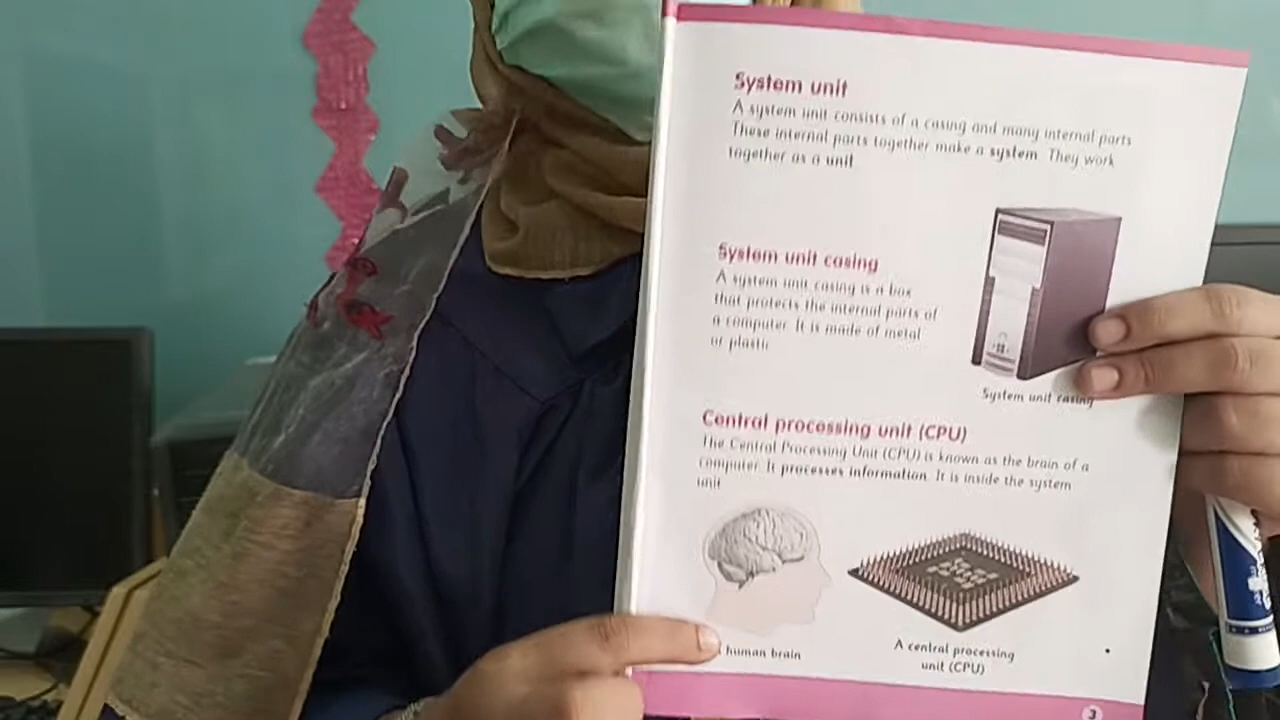 System unit
A system unit consists of a casing and many internal parts
These internal parts together make a system. They work
together as a unit
System unit casing
A system unit casing is a box
that protects the internal parts of
a computer. It is made of metal
or plastic
System unit casing
Central processing unit (CPU)
The Central Processing Unit (CPU) is known as the brain of a
computer. It processes information. It is inside the system
unit
human brain
A central processing
unit (CPU)
3